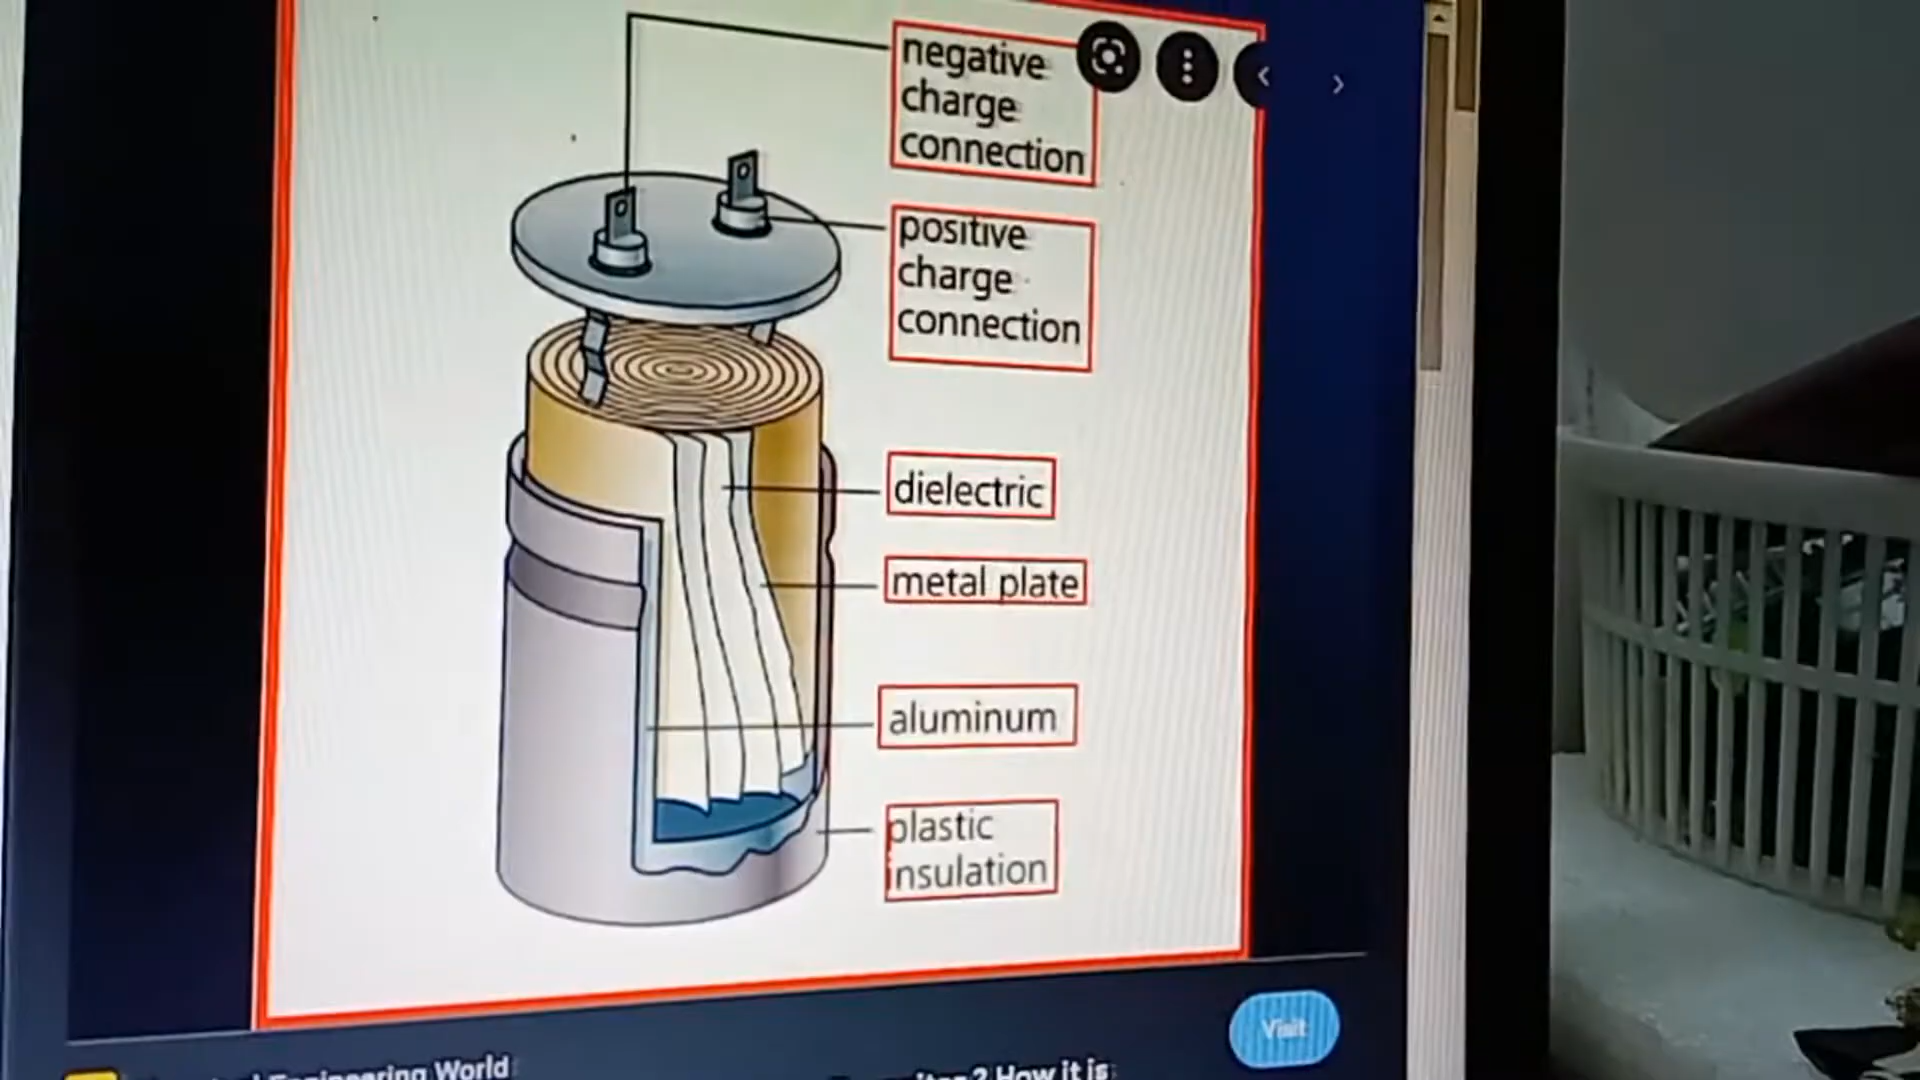 negative
charge
connection
positive
charge
connection
dielectric
metal plate
aluminum
plastic
insulation
Visit
Engineering World
? How it is